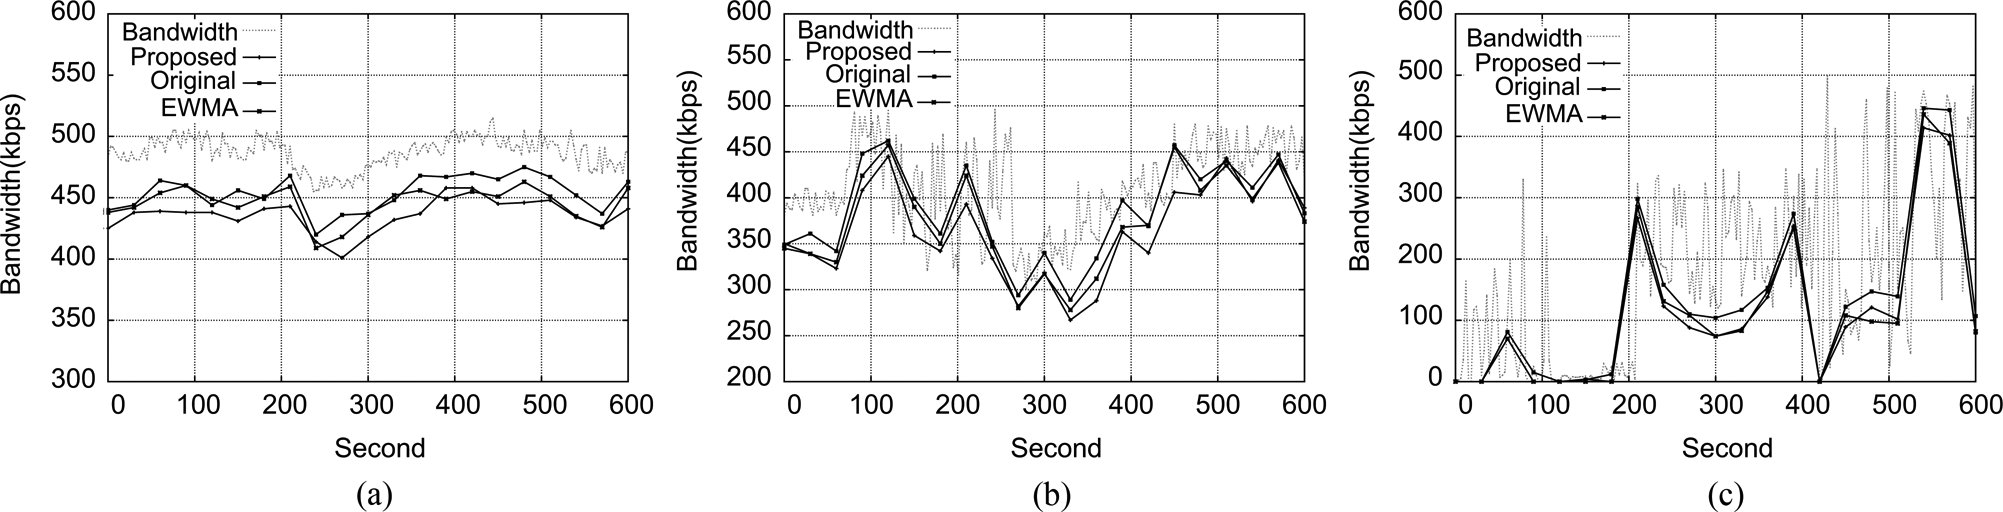 600
550
500
450
400
350
300
Bandwidth(kbps)
Bandwidth
Proposed
Original
EWMA
0 100 200 300 400 500 600
Second
(a)
600
550
500
450
400
350
300
250
200
Bandwidth(kbps)
Bandwidth
Proposed
Original
EWMA
0 100 200 300 400 500 600
Second
(b)
600
500
400
300
200
100
0
Bandwidth(kbps)
Bandwidth
Proposed
Original
EWMA
0 100 200 300 400 500 600
Second
(c)